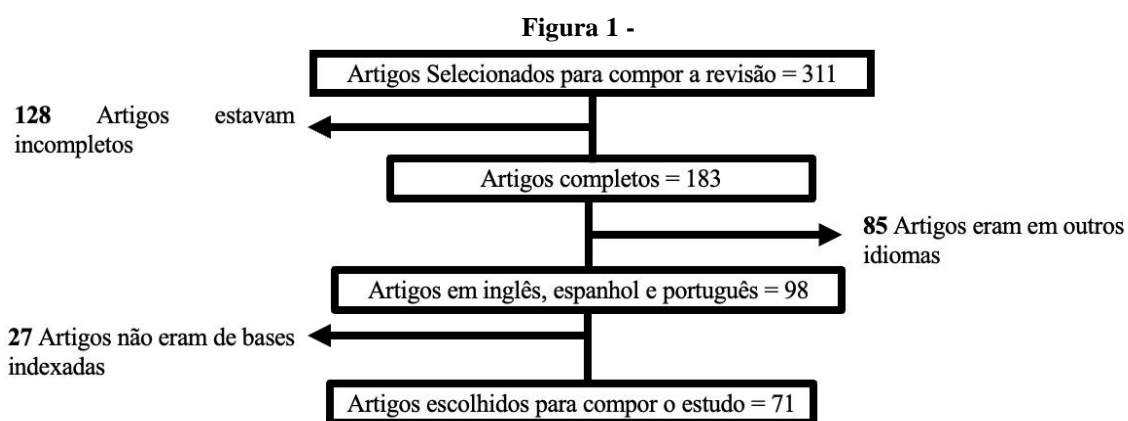 Figura 1 -
Artigos Selecionados para compor a revisão = 311
128 Artigos estavam
incompletos
Artigos completos = 183
85 Artigos eram em outros
idiomas
Artigos em inglês, espanhol e português = 98
27 Artigos não eram de bases
indexadas
Artigos escolhidos para compor o estudo = 71